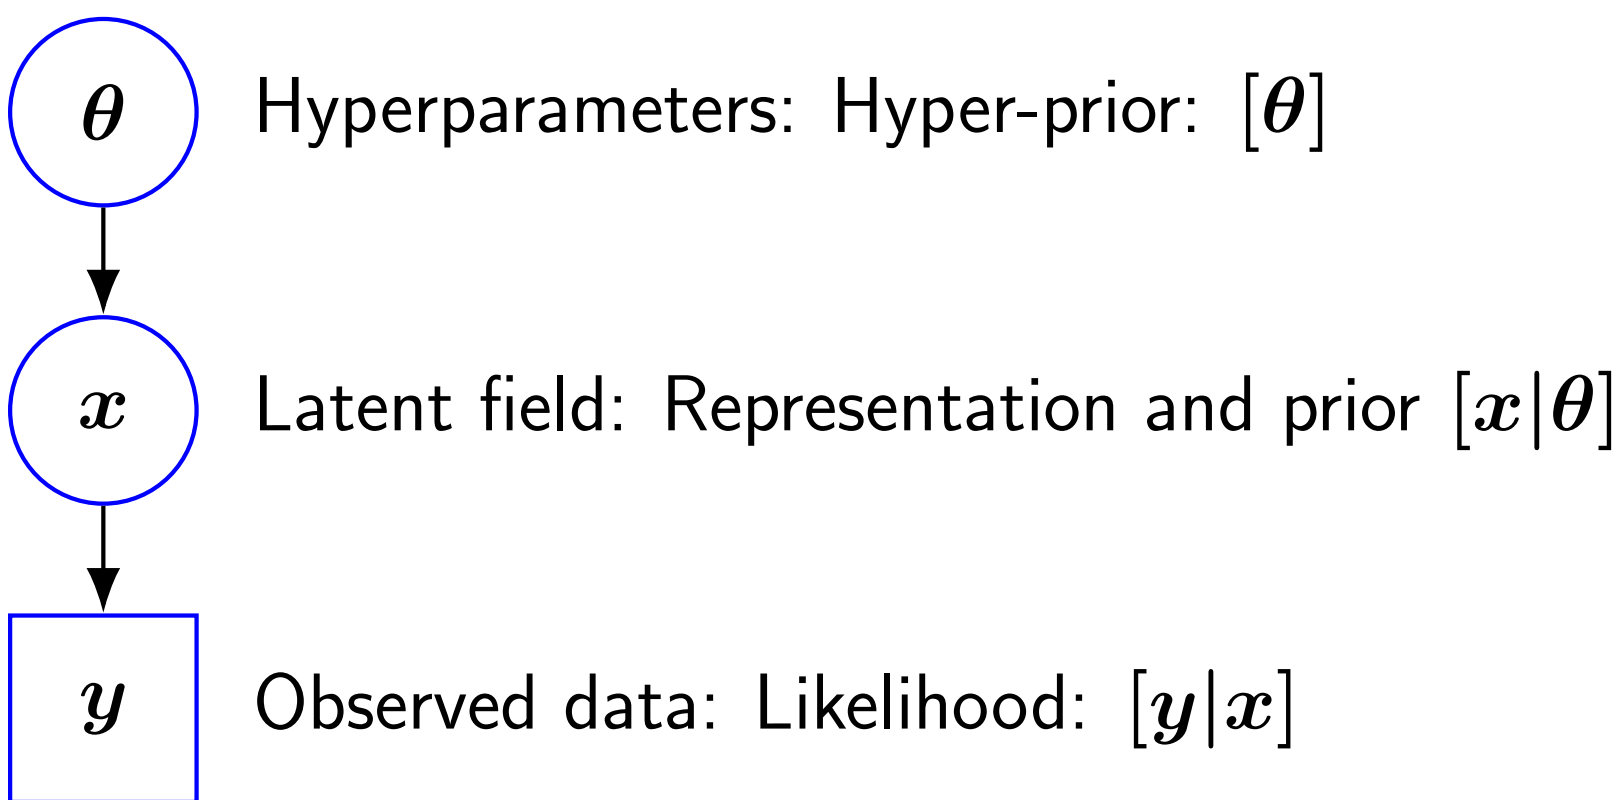 θ Hyperparameters: Hyper-prior: [θ]
x Latent field: Representation and prior [x|θ]
y Observed data: Likelihood: [y|x]